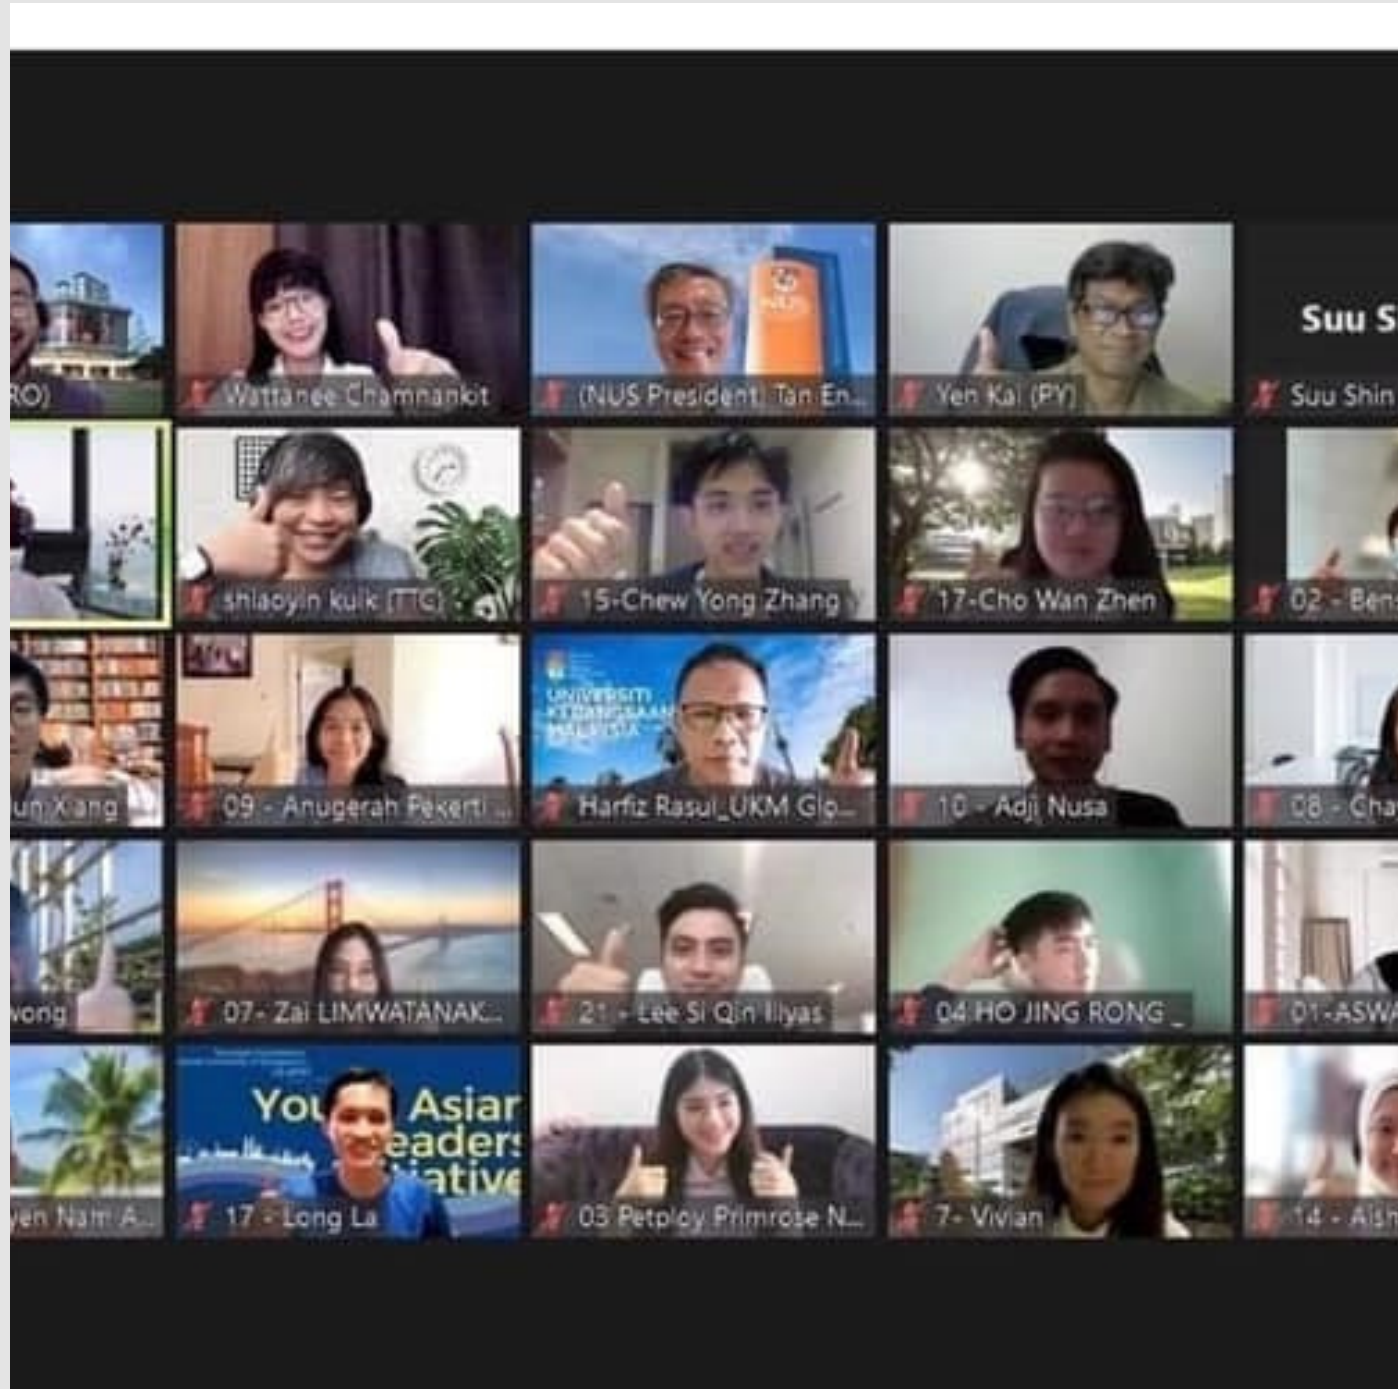 RO)
Wattanee Chamnankit
NUS
(NUS President) Tan En...
Yen Kai (PY)
Suu S
Suu Shin
shiaoyin kuik (TTC)
15-Chew Yong Zhang
17-Cho Wan Zhen
02 - Ben
un Xiang
09 - Anugerah Pekerti ...
UNIVERSITI
KEBANGSAAN
MALAYSIA
Harfiz Rasul_UKM Glo...
10 - Adji Nusa
08 - Cha
wong
07- Zai LIMWATANAK...
21 - Lee Si Qin Illyas
04 HO JING RONG _
01-ASWA
yen Nam A...
You Asian
eaders
tiative
17 - Long La
03 Petploy Primrose N...
7- Vivian
14 - Aish